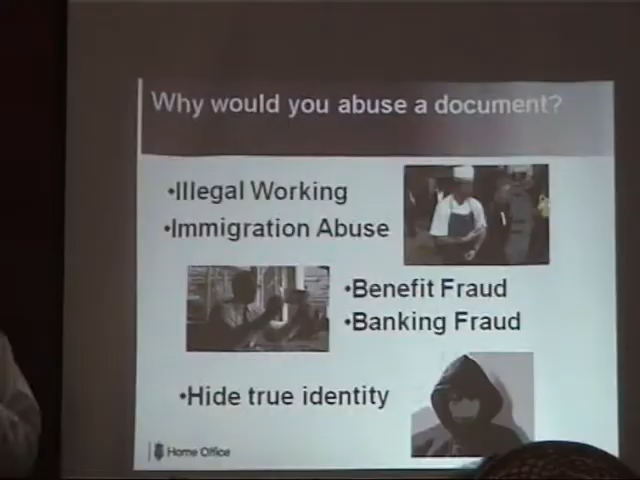 Why would you abuse a document?
•Illegal Working
•Immigration Abuse
•Benefit Fraud
•Banking Fraud
•Hide true identity
Home Office